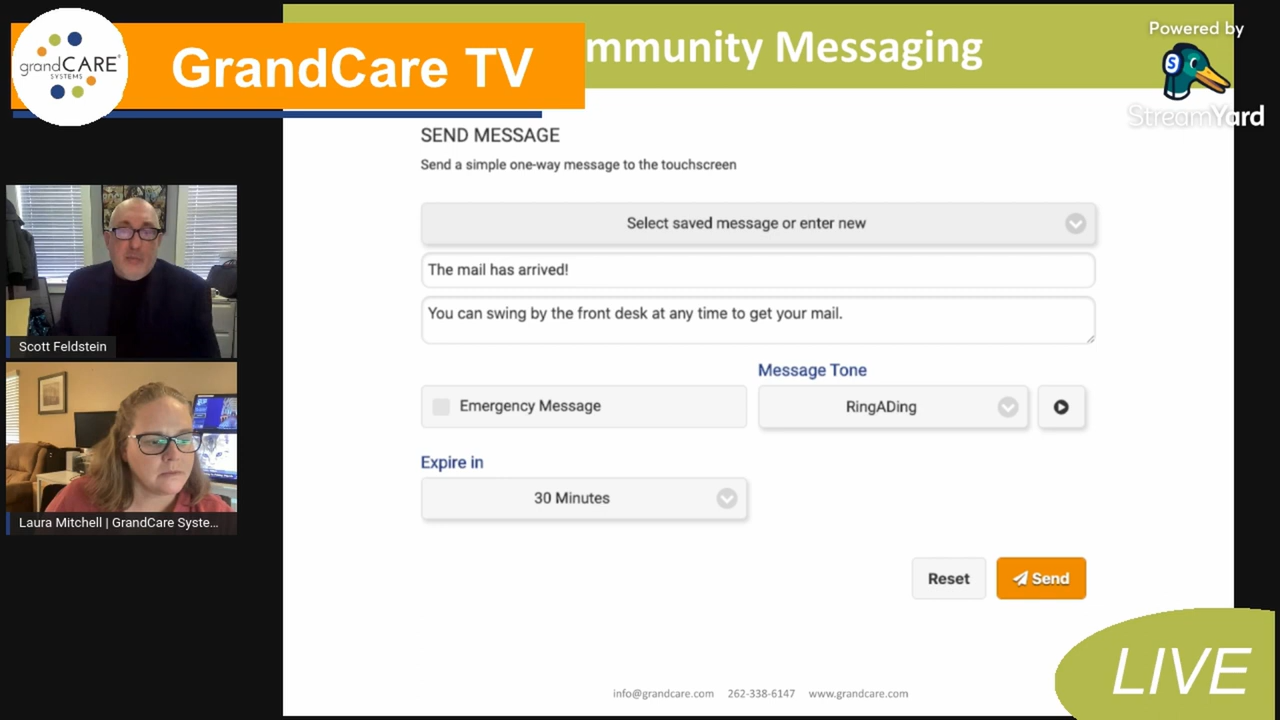 grandCARE
SYSTEMS
GrandCare TV
mmunity Messaging
Powered by
S
StreamYard
SEND MESSAGE
Send a simple one-way message to the touchscreen
Select saved message or enter new
The mail has arrived!
You can swing by the front desk at any time to get your mail.
Message Tone
Emergency Message
RingADing
Expire in
30 Minutes
Reset
Send
Scott Feldstein
Laura Mitchell | GrandCare Syste...
info@grandcare.com 262-338-6147 www.grandcare.com
LIVE